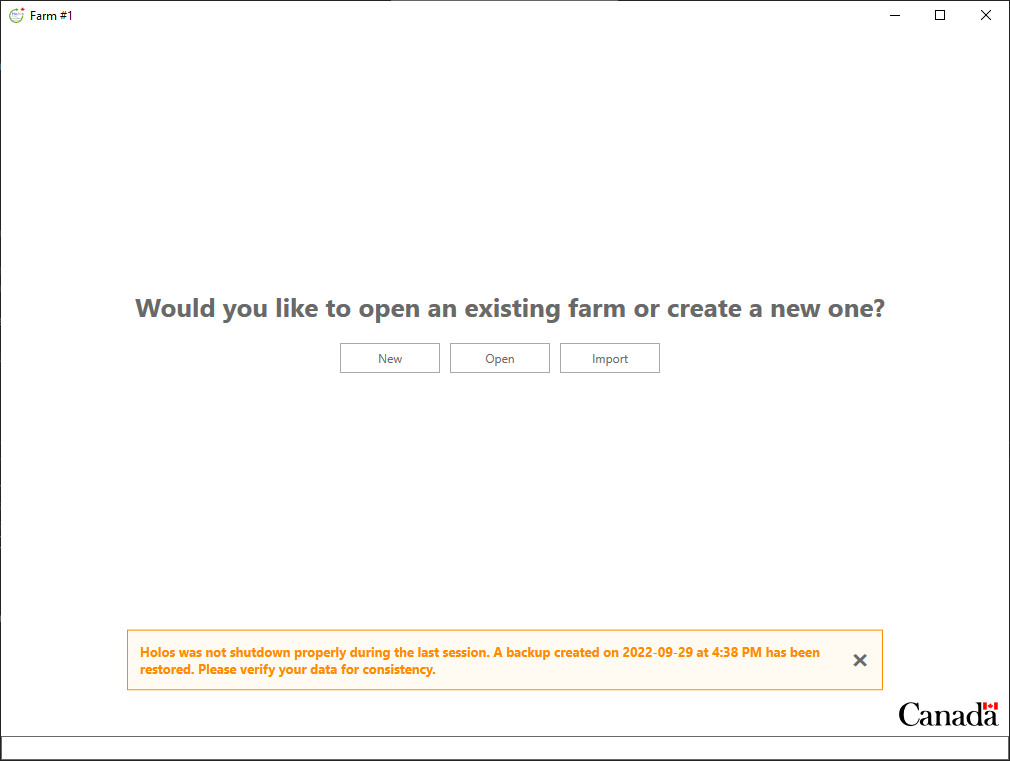 Farm #1
Would you like to open an existing farm or create a new one?
New
Open
Import
Holos was not shutdown properly during the last session. A backup created on 2022-09-29 at 4:38 PM has been
restored. Please verify your data for consistency.
Canada